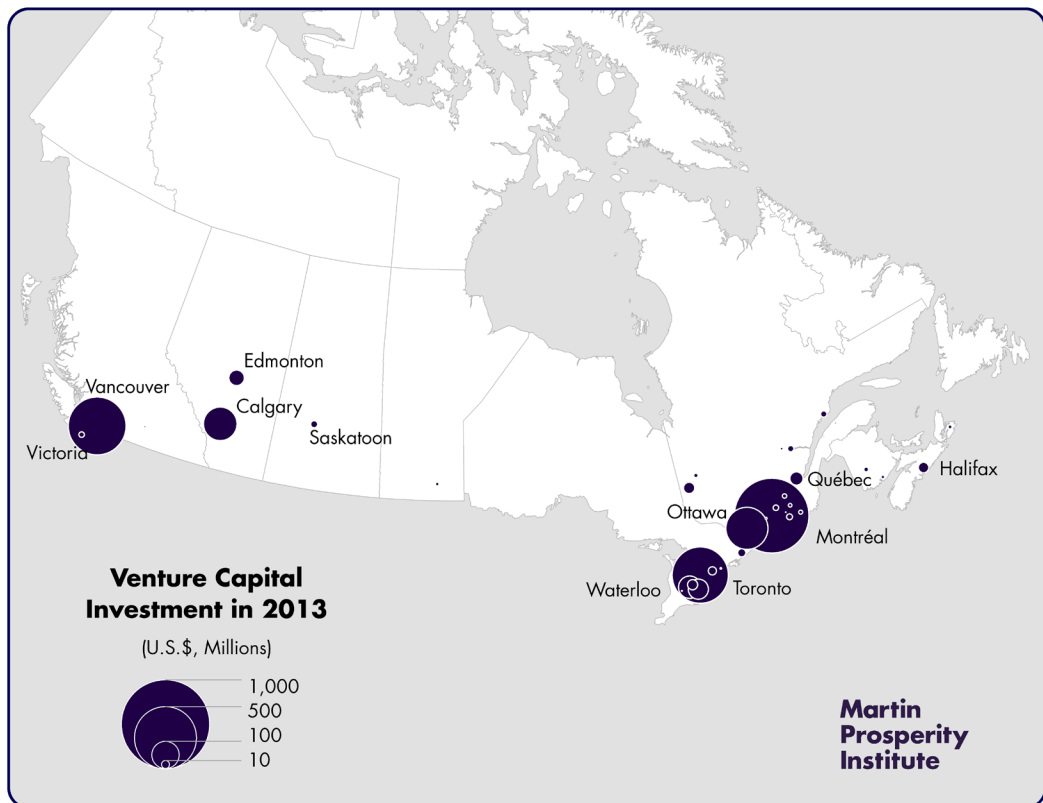 Edmonton
Vancouver
Calgary
Saskatoon
Victoria
Québec
Halifax
Ottawa
Montréal
Waterloo
Toronto
Venture Capital
Investment in 2013
(U.S.$, Millions)
1,000
500
100
10
Martin
Prosperity
Institute